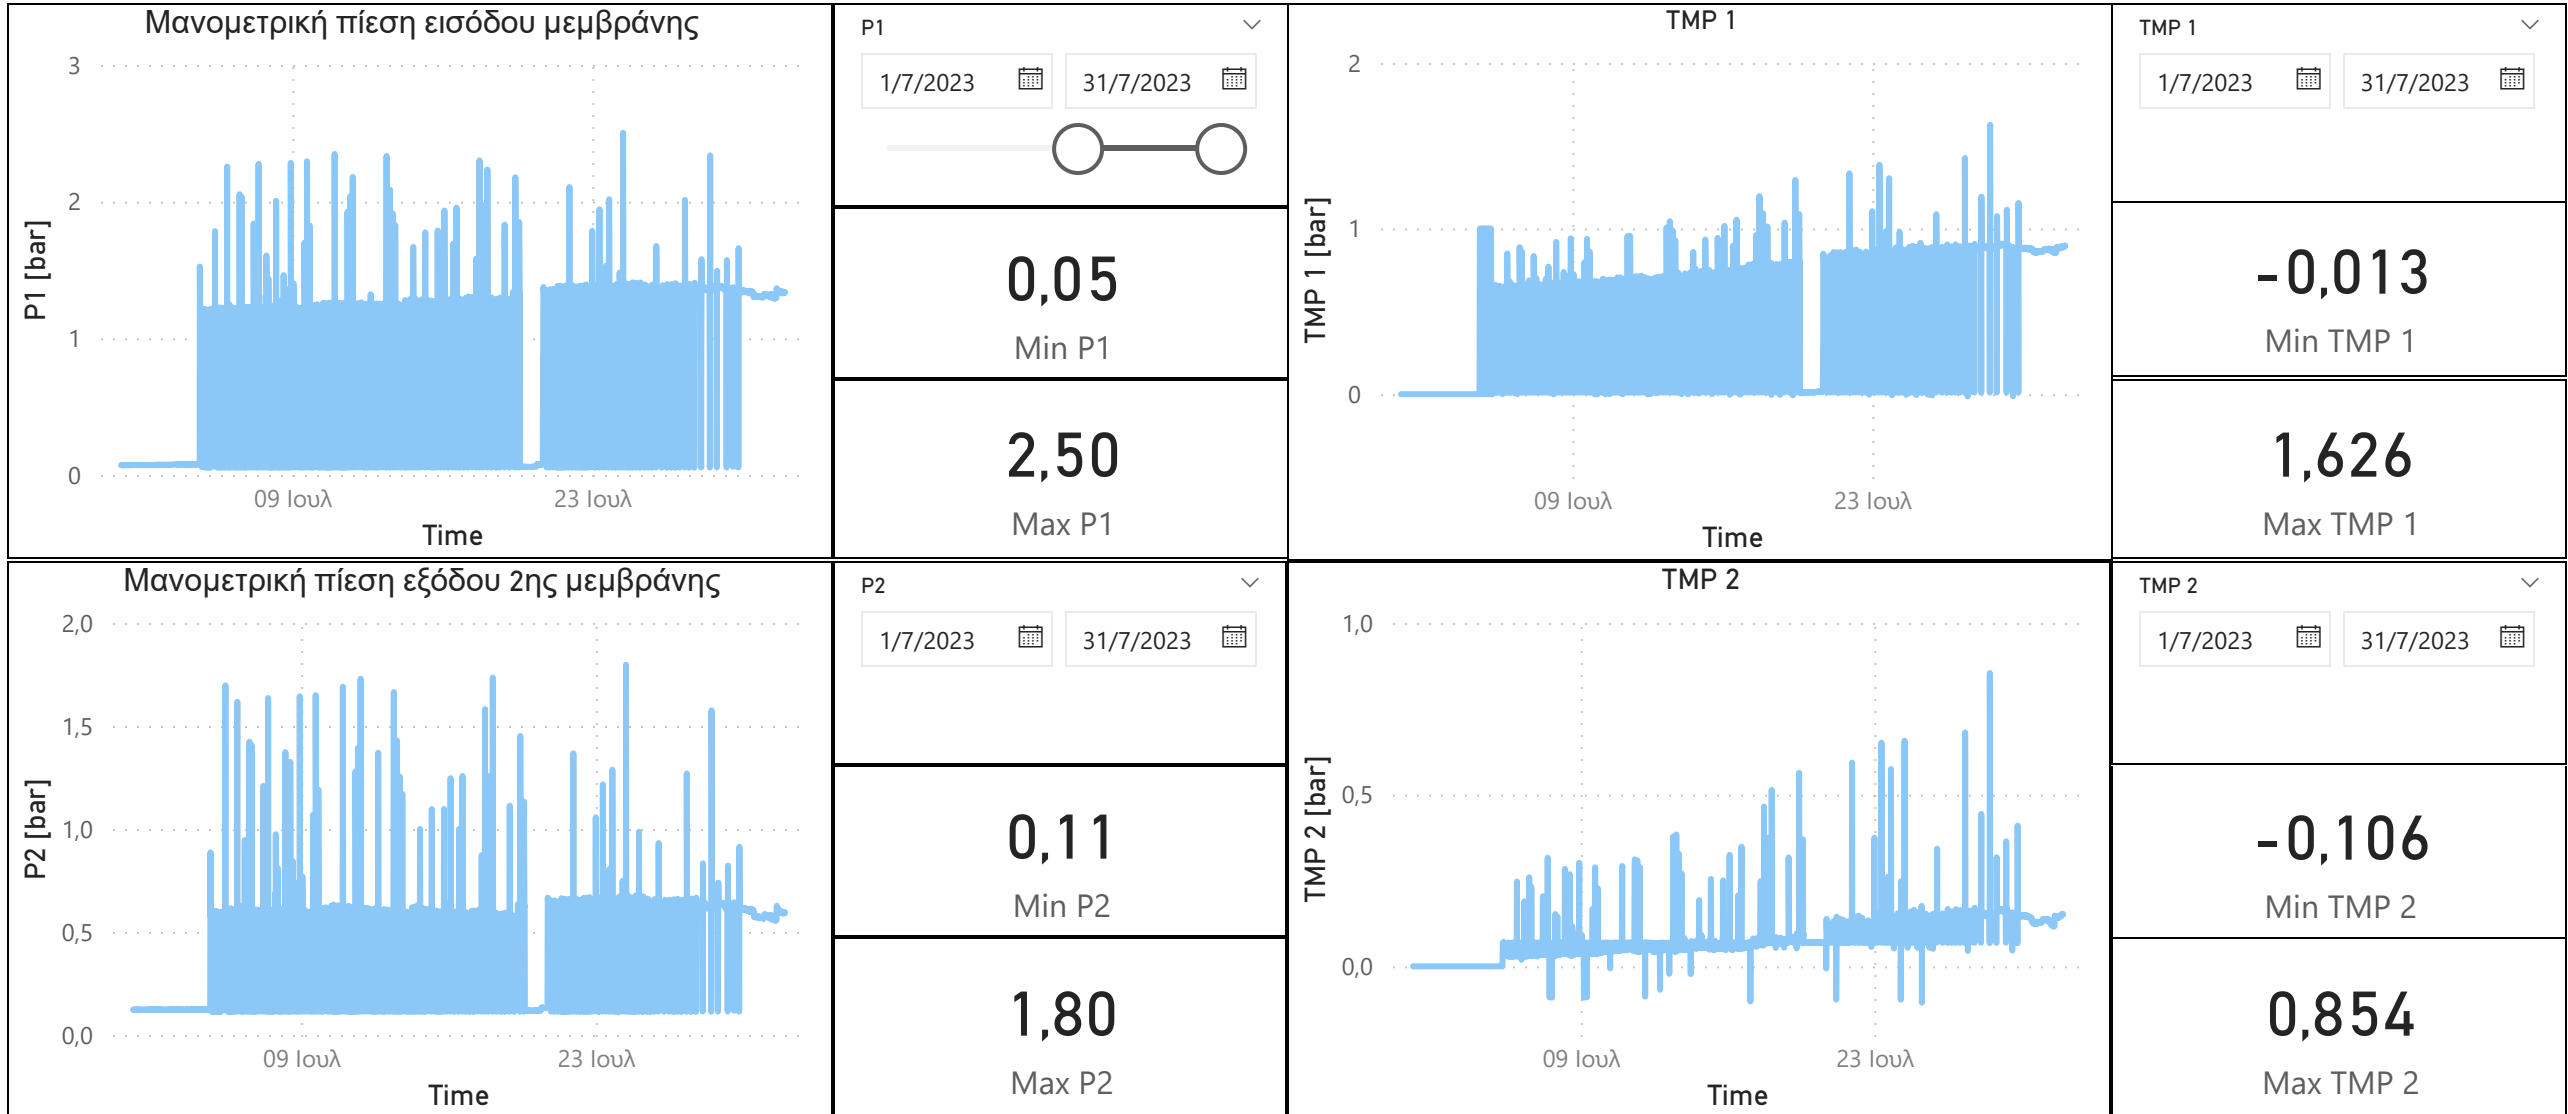 Μανομετρική πίεση εισόδου μεμβράνης
P1 [bar]
3
2
1
0
09 Ιουλ
23 Ιουλ
Time
P1
1/7/2023
31/7/2023
0,05
Min P1
2,50
Max P1
TMP 1
TMP 1 [bar]
2
1
0
09 Ιουλ
23 Ιουλ
Time
TMP 1
1/7/2023
31/7/2023
-0,013
Min TMP 1
1,626
Max TMP 1
Μανομετρική πίεση εξόδου 2ης μεμβράνης
P2 [bar]
2,0
1,5
1,0
0,5
0,0
09 Ιουλ
23 Ιουλ
Time
P2
1/7/2023
31/7/2023
0,11
Min P2
1,80
Max P2
TMP 2
TMP 2 [bar]
1,0
0,5
0,0
09 Ιουλ
23 Ιουλ
Time
TMP 2
1/7/2023
31/7/2023
-0,106
Min TMP 2
0,854
Max TMP 2